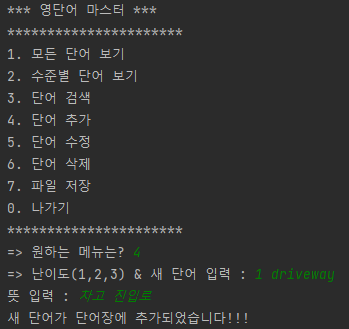 *** 영단어 마스터 ***
**********************
1. 모든 단어 보기
2. 수준별 단어 보기
3. 단어 검색
4. 단어 추가
5. 단어 수정
6. 단어 삭제
7. 파일 저장
0. 나가기
**********************
=> 원하는 메뉴는? 4
=> 난이도(1,2,3) & 새 단어 입력 : 1 driveway
뜻 입력 : 차고 진입로
새 단어가 단어장에 추가되었습니다!!!